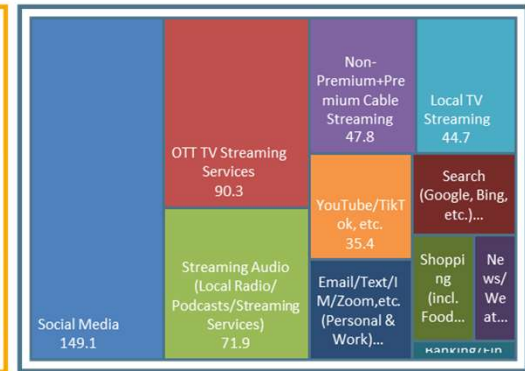 Social Media
149.1
OTT TV Streaming
Services
90.3
Streaming Audio
(Local Radio/
Podcasts/Streaming
Services)
71.9
Non-
Premium+Pre
mium Cable
Streaming
47.8
Local TV
Streaming
44.7
YouTube/TikT
ok, etc.
35.4
Email/Text/I
M/Zoom,etc.
(Personal &
Work)...
Search
(Google, Bing,
etc.)...
Shoppi
ng
(incl.
Food...
Ne
ws/
We
at...
Banking/Fin